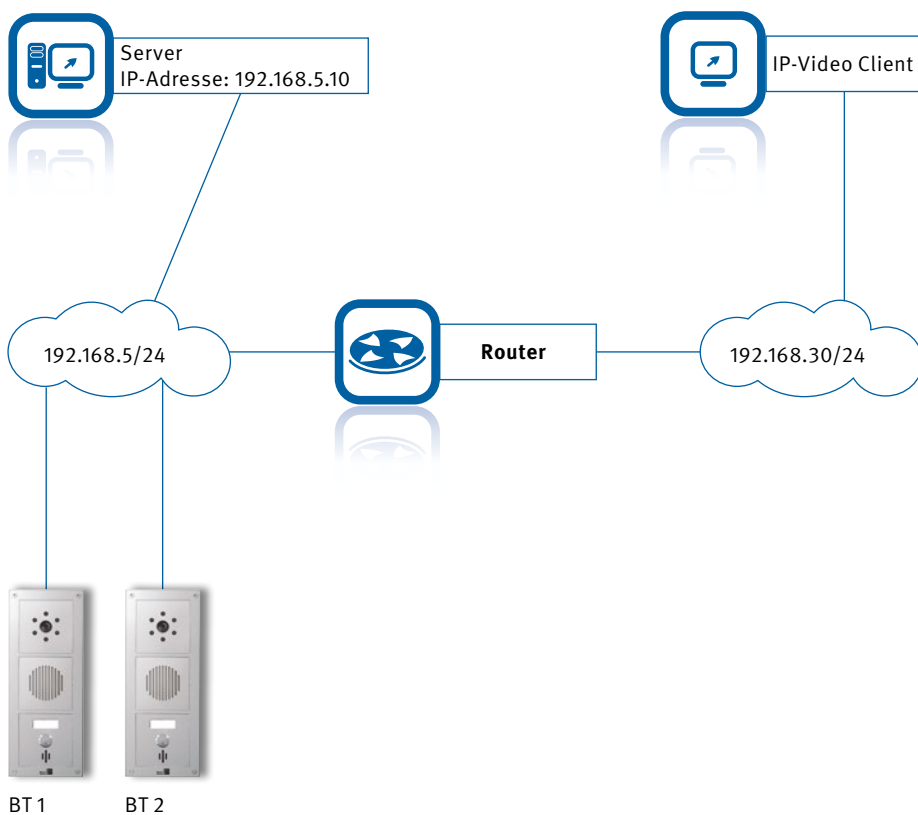 Server
IP-Adresse: 192.168.5.10
IP-Video Client
192.168.5/24
Router
192.168.30/24
BT 1
BT 2